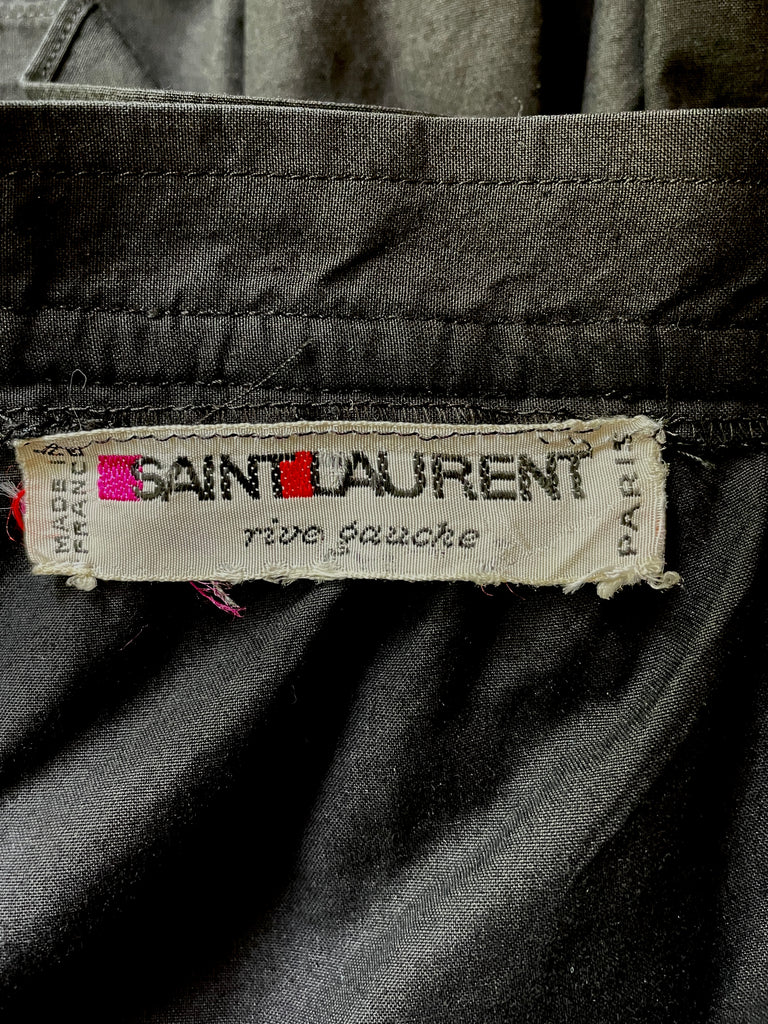 MADE IN
FRANCE
SAINT LAURENT
rive gauche
PARIS